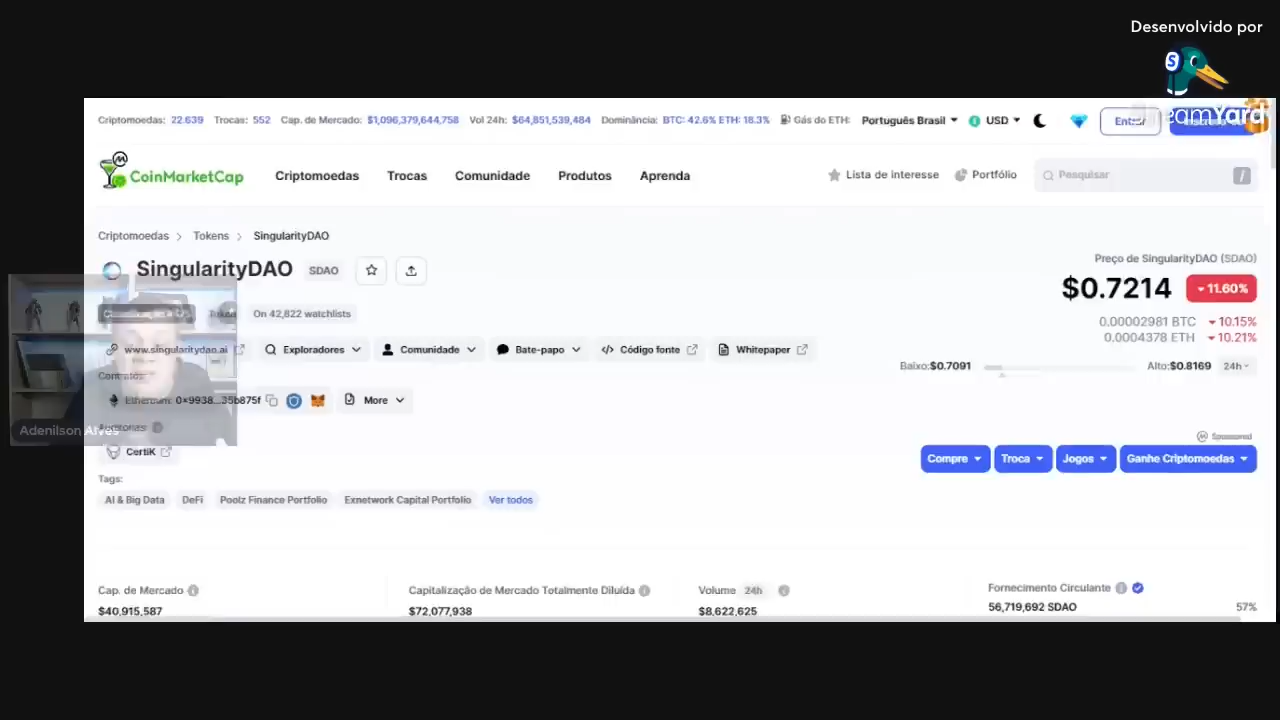 Desenvolvido por
StreamYard
Criptomoedas: 22.639 Trocas: 552 Cap. de Mercado: $1,096,379,644,758 Vol 24h: $64,851,539,484 Dominância: BTC: 42.6% ETH: 18.3% Gás do ETH: Português Brasil USD Entrar
CoinMarketCap Criptomoedas Trocas Comunidade Produtos Aprenda Lista de interesse Portfólio Pesquisar /
Criptomoedas > Tokens > SingularityDAO
SingularityDAO SDAO
Token On 42,822 watchlists
www.singularitydao.ai Exploradores Comunidade Bate-papo Código fonte Whitepaper
Contratos:
Ethereum: 0x9938...35b875f More
Adenilson Alves
CertiK
Tags:
AI & Big Data DeFi Poolz Finance Portfolio Exnetwork Capital Portfolio Ver todos
Preço de SingularityDAO (SDAO)
$0.7214 11.60%
0.00002981 BTC 10.15%
0.0004378 ETH 10.21%
Baixo: $0.7091 Alto: $0.8169 24h
Sponsored
Compre Troca Jogos Ganhe Criptomoedas
Cap. de Mercado Capitalização de Mercado Totalmente Diluída Volume 24h Fornecimento Circulante
$40,915,587 $72,077,938 $8,622,625 56,719,692 SDAO 57%